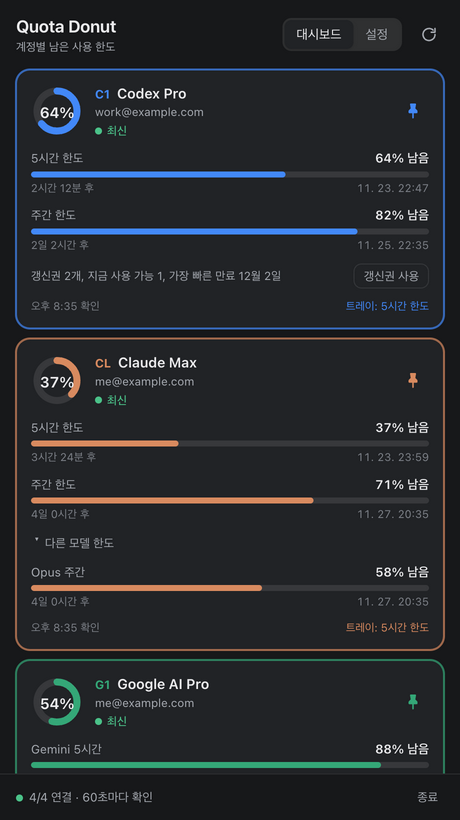 Quota Donut
계정별 남은 사용 한도
대시보드 설정
64%
C1 Codex Pro
work@example.com
최신
5시간 한도 64% 남음
2시간 12분 후 11. 23. 22:47
주간 한도 82% 남음
2일 2시간 후 11. 25. 22:35
갱신권 2개, 지금 사용 가능 1, 가장 빠른 만료 12월 2일 갱신권 사용
오후 8:35 확인 트레이: 5시간 한도
37%
CL Claude Max
me@example.com
최신
5시간 한도 37% 남음
3시간 24분 후 11. 23. 23:59
주간 한도 71% 남음
4일 0시간 후 11. 27. 20:35
다른 모델 한도
Opus 주간 58% 남음
4일 0시간 후 11. 27. 20:35
오후 8:35 확인 트레이: 5시간 한도
54%
G1 Google AI Pro
me@example.com
최신
Gemini 5시간 88% 남음
4/4 연결 · 60초마다 확인 종료